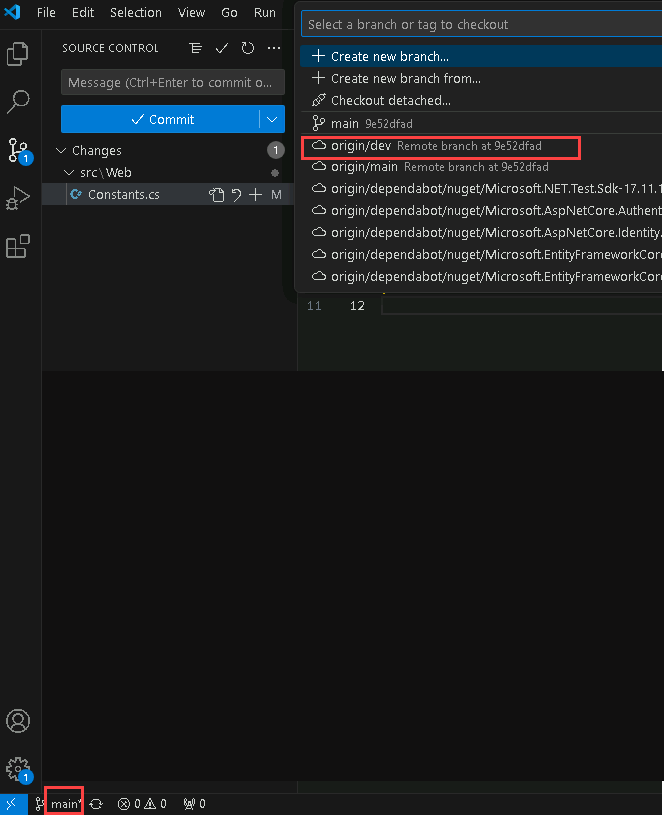 File Edit Selection View Go Run
SOURCE CONTROL
Message (Ctrl+Enter to commit o...
Commit
Changes 1
src\Web
Constants.cs M
1
Select a branch or tag to checkout
Create new branch...
Create new branch from...
Checkout detached...
main 9e52dfad
origin/dev Remote branch at 9e52dfad
origin/main Remote branch at 9e52dfad
origin/dependabot/nuget/Microsoft.NET.Test.Sdk-17.11.1
origin/dependabot/nuget/Microsoft.AspNetCore.Authent
origin/dependabot/nuget/Microsoft.AspNetCore.Identity.
origin/dependabot/nuget/Microsoft.EntityFrameworkCore
origin/dependabot/nuget/Microsoft.EntityFrameworkCore
11 12
1
main* 0 0 0